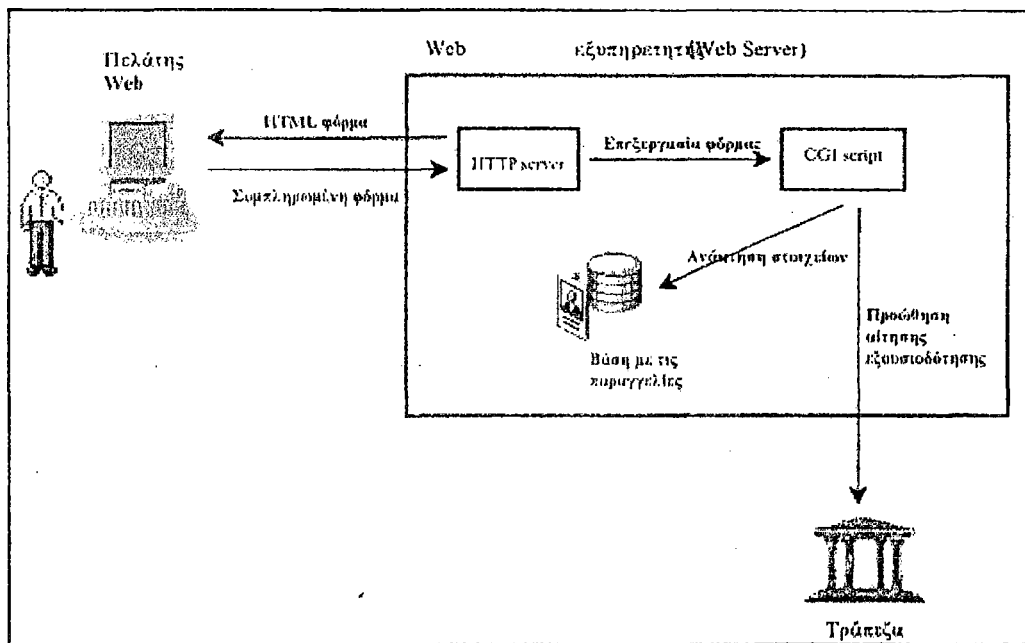 Πελάτης
Web
Web εξυπηρετητής(Web Server)
HTML φόρμα
HTTP server
Επεξεργασία φόρμας
CGI script
Συμπληρωμένη φόρμα
Ανάκτηση στοιχείων
Βάση με τις
παραγγελίες
Προώθηση
αίτησης
εξουσιοδότησης
Τράπεζα